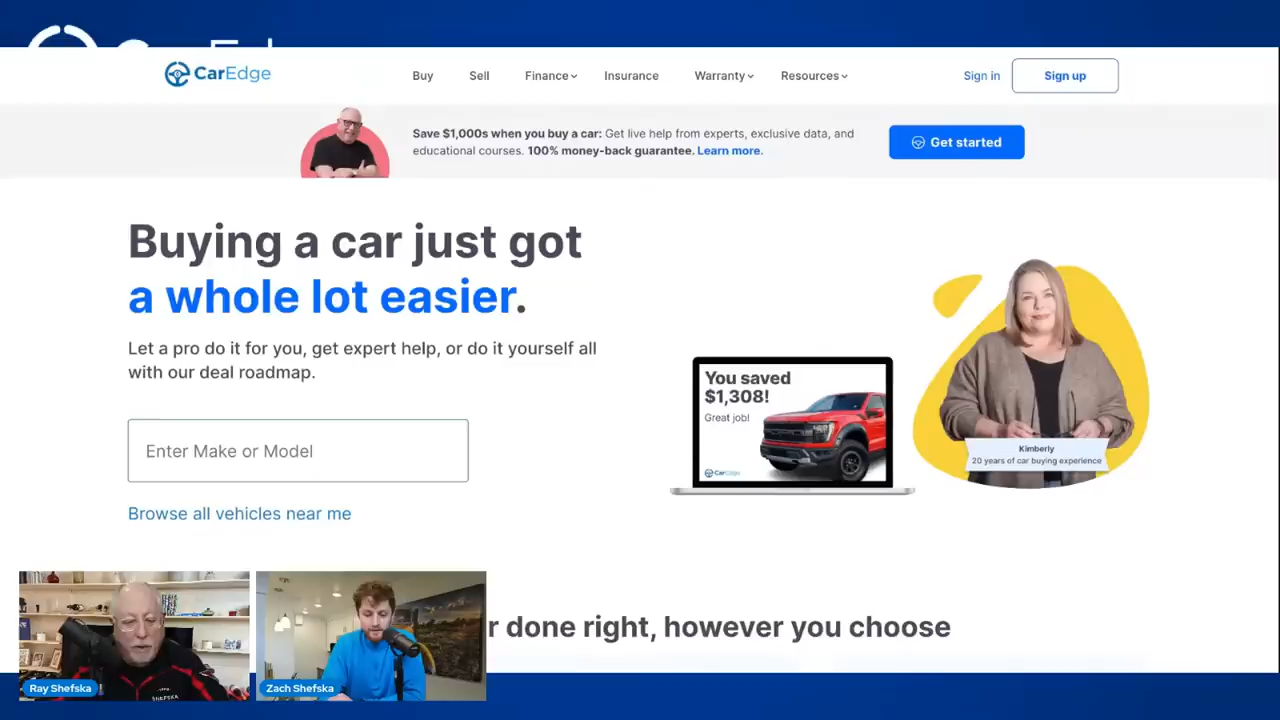 CarEdge
Buy
Sell
Finance
Insurance
Warranty
Resources
Sign in
Sign up
Save $1,000s when you buy a car: Get live help from experts, exclusive data, and
educational courses. 100% money-back guarantee. Learn more.
Get started
Buying a car just got
a whole lot easier.
Let a pro do it for you, get expert help, or do it yourself all
with our deal roadmap.
Enter Make or Model
Browse all vehicles near me
You saved
$1,308!
Great job!
CarEdge
Kimberly
20 years of car buying experience
r done right, however you choose
SHEFSKA
Ray Shefska
Zach Shefska